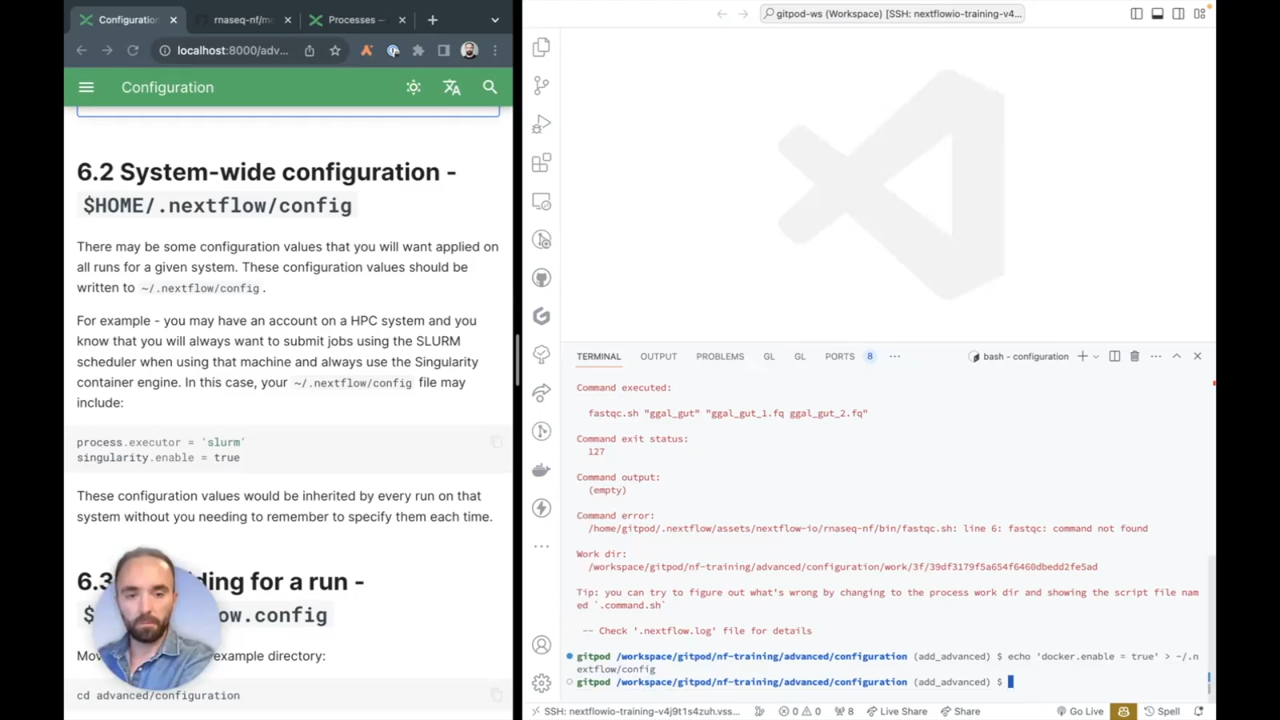 Configuration
rnaseq-nf/m
Processes —
localhost:8000/adv...
Configuration
6.2 System-wide configuration -
$HOME/.nextflow/config
There may be some configuration values that you will want applied on
all runs for a given system. These configuration values should be
written to ~/.nextflow/config.
For example - you may have an account on a HPC system and you
know that you will always want to submit jobs using the SLURM
scheduler when using that machine and always use the Singularity
container engine. In this case, your ~/.nextflow/config file may
include:
process.executor = 'slurm'
singularity.enable = true
These configuration values would be inherited by every run on that
system without you needing to remember to specify them each time.
6.3 ding for a run -
$ ow.config
Mov example directory:
cd advanced/configuration
gitpod-ws (Workspace) [SSH: nextflowio-training-v4...
TERMINAL OUTPUT PROBLEMS GL GL PORTS 8 ... bash - configuration
Command executed:
fastqc.sh "ggal_gut" "ggal_gut_1.fq ggal_gut_2.fq"
Command exit status:
127
Command output:
(empty)
Command error:
/home/gitpod/.nextflow/assets/nextflow-io/rnaseq-nf/bin/fastqc.sh: line 6: fastqc: command not found
Work dir:
/workspace/gitpod/nf-training/advanced/configuration/work/3f/39df3179f5a654f6460dbedd2fe5ad
Tip: you can try to figure out what's wrong by changing to the process work dir and showing the script file nam
ed `.command.sh`
-- Check '.nextflow.log' file for details
gitpod /workspace/gitpod/nf-training/advanced/configuration (add_advanced) $ echo 'docker.enable = true' > ~/.n
extflow/config
gitpod /workspace/gitpod/nf-training/advanced/configuration (add_advanced) $
SSH: nextflowio-training-v4j9t1s4zuh.vss... 0 0 8 Live Share Share Go Live Spell